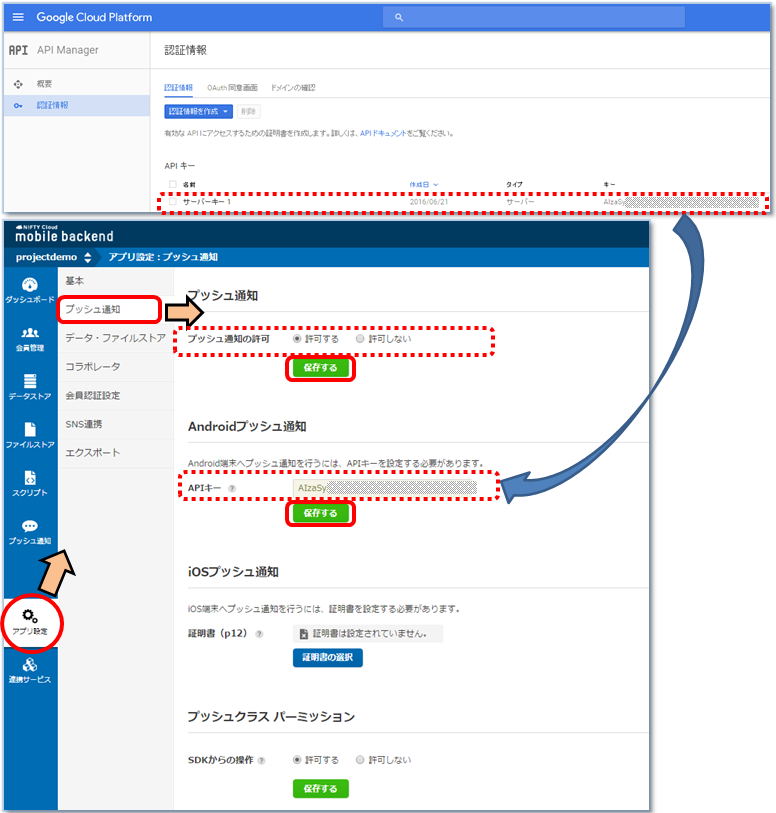 Google Cloud Platform
API API Manager
認証情報
概要
認証情報
認証情報 OAuth 同意画面 ドメインの確認
認証情報を作成 削除
有効な API にアクセスするための証明書を作成します。詳しくは、API ドキュメントをご覧ください。
API キー
名前 作成日 タイプ キー
サーバーキー 1 2016/06/21 サーバー AIzaSy
NIFTY Cloud
mobile backend
projectdemo アプリ設定：プッシュ通知
ダッシュボード
会員管理
データストア
ファイルストア
スクリプト
プッシュ通知
アプリ設定
連携サービス
基本
プッシュ通知
データ・ファイルストア
コラボレータ
会員認証設定
SNS連携
エクスポート
プッシュ通知
プッシュ通知の許可 許可する 許可しない
保存する
Androidプッシュ通知
Android端末へプッシュ通知を行うには、APIキーを設定する必要があります。
APIキー ? AIzaSy
保存する
iOSプッシュ通知
iOS端末へプッシュ通知を行うには、証明書を設定する必要があります。
証明書（p12） ? 証明書は設定されていません。
証明書の選択
プッシュクラス パーミッション
SDKからの操作 ? 許可する 許可しない
保存する